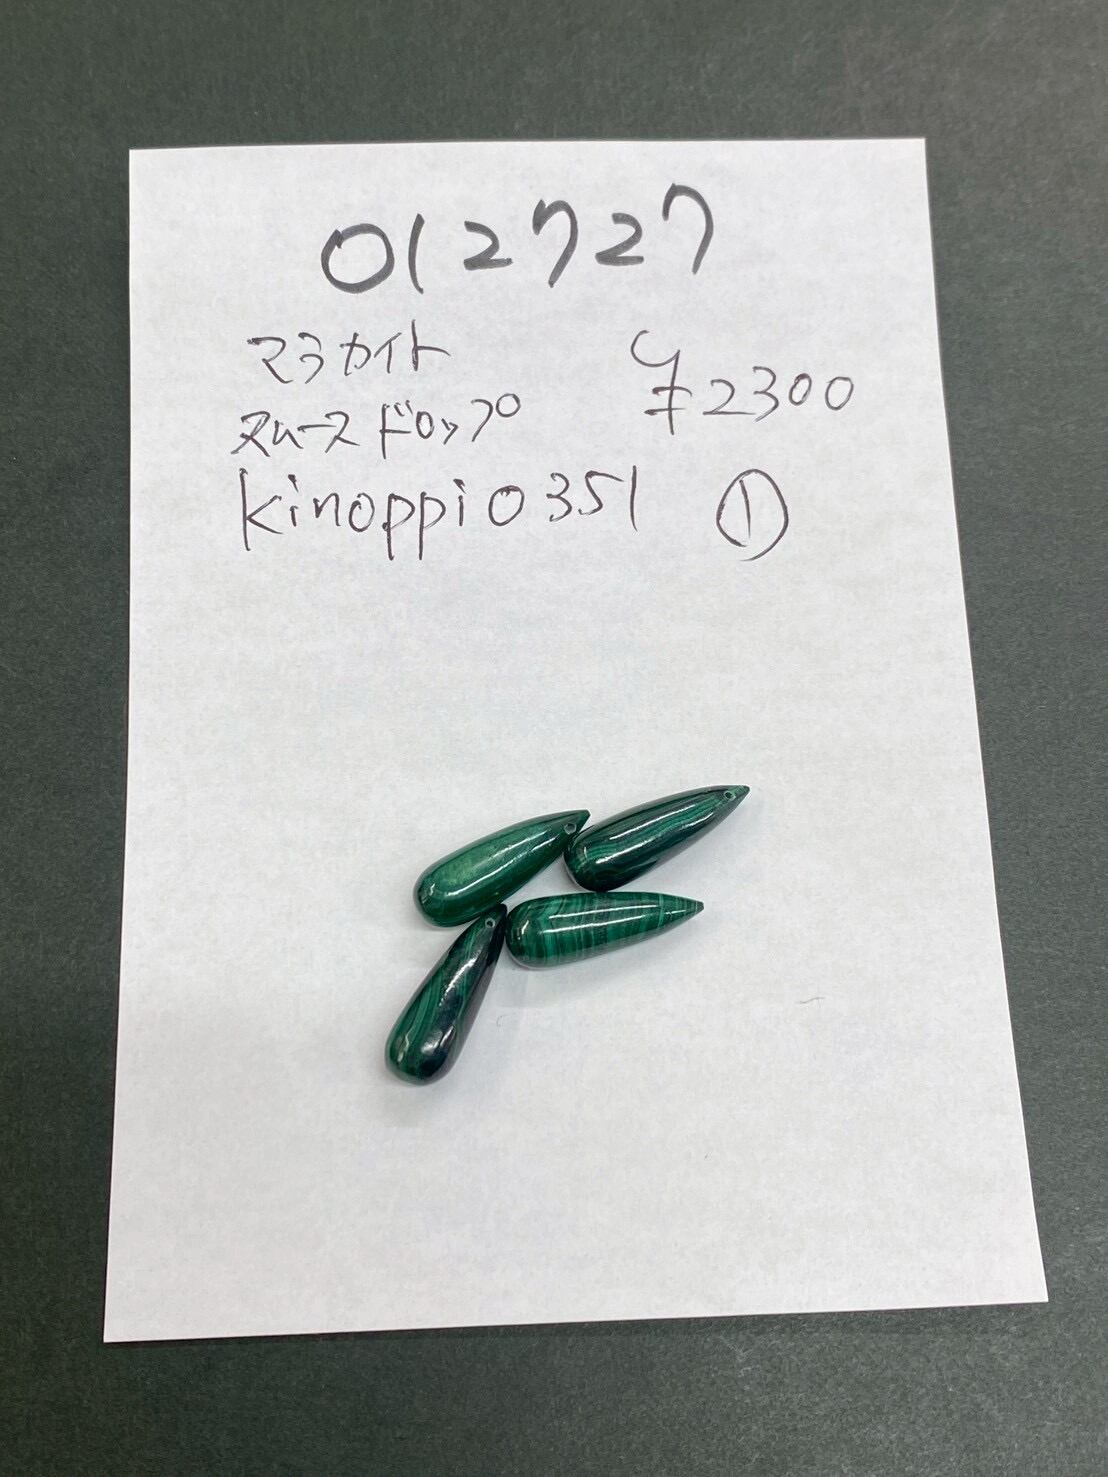 012727
マラカイト
¥2300
スムースドロップ
kinoppi0351 ①